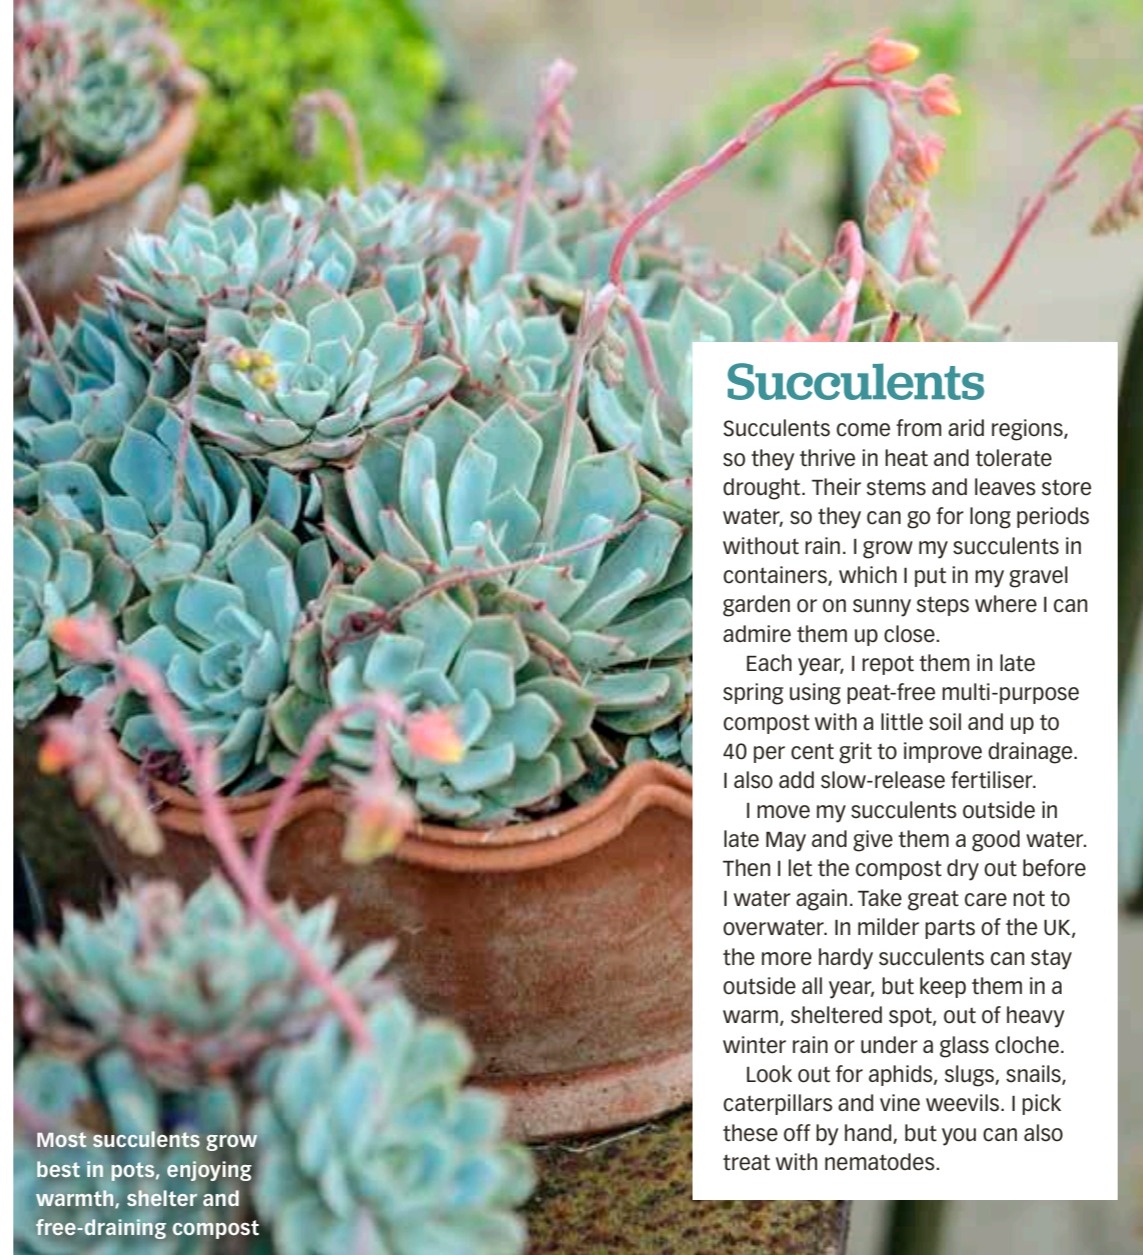 Succulents
Succulents come from arid regions,
so they thrive in heat and tolerate
drought. Their stems and leaves store
water, so they can go for long periods
without rain. I grow my succulents in
containers, which I put in my gravel
garden or on sunny steps where I can
admire them up close.
Each year, I repot them in late
spring using peat-free multi-purpose
compost with a little soil and up to
40 per cent grit to improve drainage.
I also add slow-release fertiliser.
I move my succulents outside in
late May and give them a good water.
Then I let the compost dry out before
I water again. Take great care not to
overwater. In milder parts of the UK,
the more hardy succulents can stay
outside all year, but keep them in a
warm, sheltered spot, out of heavy
winter rain or under a glass cloche.
Look out for aphids, slugs, snails,
caterpillars and vine weevils. I pick
these off by hand, but you can also
treat with nematodes.
Most succulents grow
best in pots, enjoying
warmth, shelter and
free-draining compost